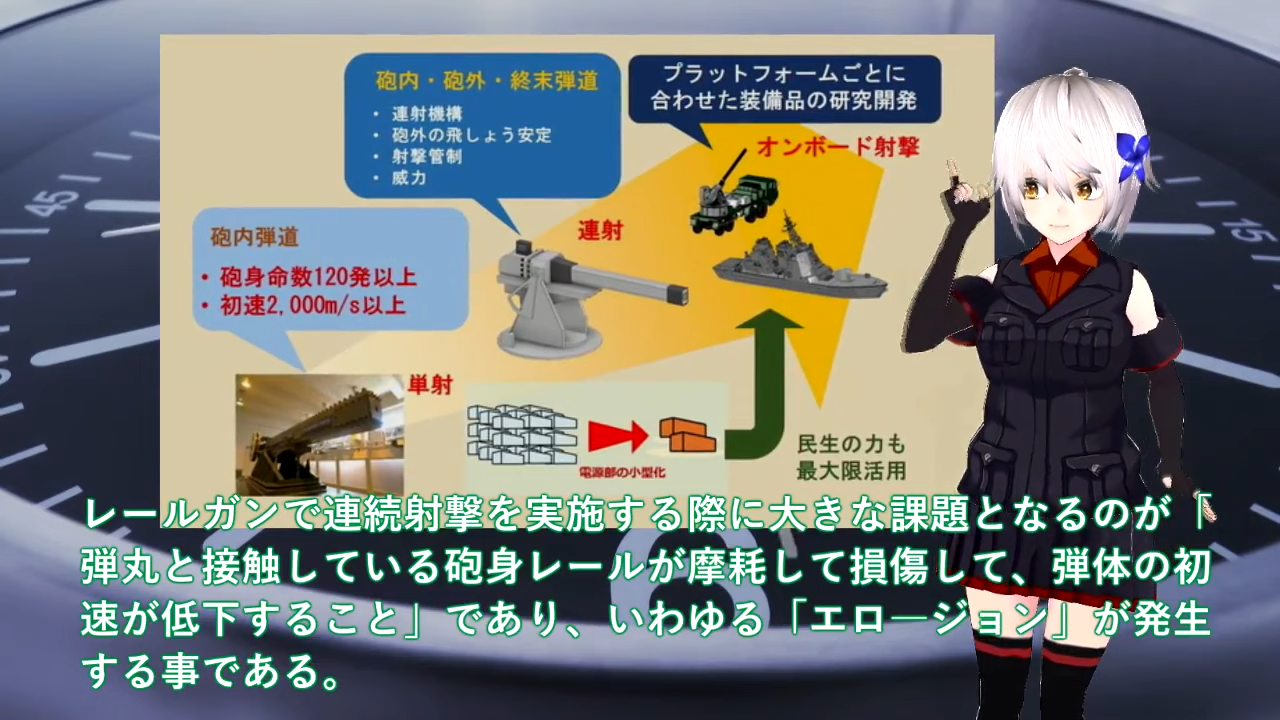 砲内・砲外・終末弾道
・ 連射機構
・ 砲外の飛しょう安定
・ 射撃管制
・ 威力
プラットフォームごとに
合わせた装備品の研究開発
オンボード射撃
連射
砲内弾道
・ 砲身命数120発以上
・ 初速2,000m/s以上
単射
電源部の小型化
民生の力も
最大限活用
45
15
レールガンで連続射撃を実施する際に大きな課題となるのが「
弾丸と接触している砲身レールが摩耗して損傷して、弾体の初
速が低下すること」であり、いわゆる「エロ―ジョン」が発生
する事である。